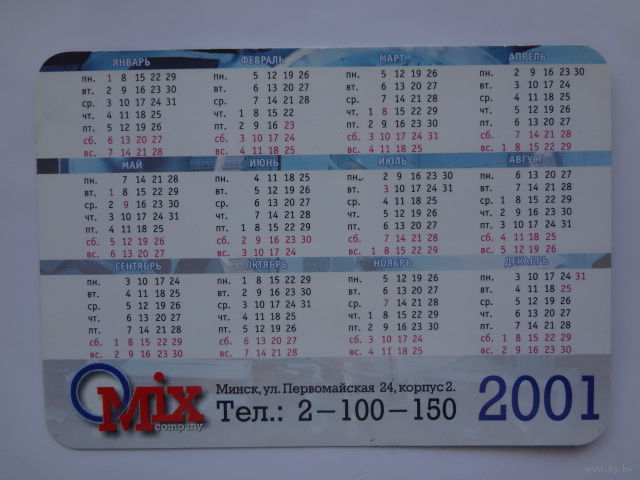 ЯНВАРЬ ФЕВРАЛЬ МАРТ АПРЕЛЬ
пн. 1 8 15 22 29 пн. 5 12 19 26 пн. 5 12 19 26 пн. 2 9 16 23 30
вт. 2 9 16 23 30 вт. 6 13 20 27 вт. 6 13 20 27 вт. 3 10 17 24
ср. 3 10 17 24 31 ср. 7 14 21 28 ср. 7 14 21 28 ср. 4 11 18 25
чт. 4 11 18 25 чт. 1 8 15 22 чт. 1 8 15 22 29 чт. 5 12 19 26
пт. 5 12 19 26 пт. 2 9 16 23 пт. 2 9 16 23 30 пт. 6 13 20 27
сб. 6 13 20 27 сб. 3 10 17 24 сб. 3 10 17 24 31 сб. 7 14 21 28
вс. 7 14 21 28 вс. 4 11 18 25 вс. 4 11 18 25 вс. 1 8 15 22 29
МАЙ ИЮНЬ ИЮЛЬ АВГУСТ
пн. 7 14 21 28 пн. 4 11 18 25 пн. 2 9 16 23 30 пн. 6 13 20 27
вт. 1 8 15 22 29 вт. 5 12 19 26 вт. 3 10 17 24 31 вт. 7 14 21 28
ср. 2 9 16 23 30 ср. 6 13 20 27 ср. 4 11 18 25 ср. 1 8 15 22 29
чт. 3 10 17 24 31 чт. 7 14 21 28 чт. 5 12 19 26 чт. 2 9 16 23 30
пт. 4 11 18 25 пт. 1 8 15 22 29 пт. 6 13 20 27 пт. 3 10 17 24 31
сб. 5 12 19 26 сб. 2 9 16 23 30 сб. 7 14 21 28 сб. 4 11 18 25
вс. 6 13 20 27 вс. 3 10 17 24 вс. 1 8 15 22 29 вс. 5 12 19 26
СЕНТЯБРЬ ОКТЯБРЬ НОЯБРЬ ДЕКАБРЬ
пн. 3 10 17 24 пн. 1 8 15 22 29 пн. 5 12 19 26 пн. 3 10 17 24 31
вт. 4 11 18 25 вт. 2 9 16 23 30 вт. 6 13 20 27 вт. 4 11 18 25
ср. 5 12 19 26 ср. 3 10 17 24 31 ср. 7 14 21 28 ср. 5 12 19 26
чт. 6 13 20 27 чт. 4 11 18 25 чт. 1 8 15 22 29 чт. 6 13 20 27
пт. 7 14 21 28 пт. 5 12 19 26 пт. 2 9 16 23 30 пт. 7 14 21 28
сб. 1 8 15 22 29 сб. 6 13 20 27 сб. 3 10 17 24 сб. 1 8 15 22 29
вс. 2 9 16 23 30 вс. 7 14 21 28 вс. 4 11 18 25 вс. 2 9 16 23 30
Mix
company
Минск, ул. Первомайская 24, корпус 2.
Тел.: 2-100-150
2001
www.ay.by